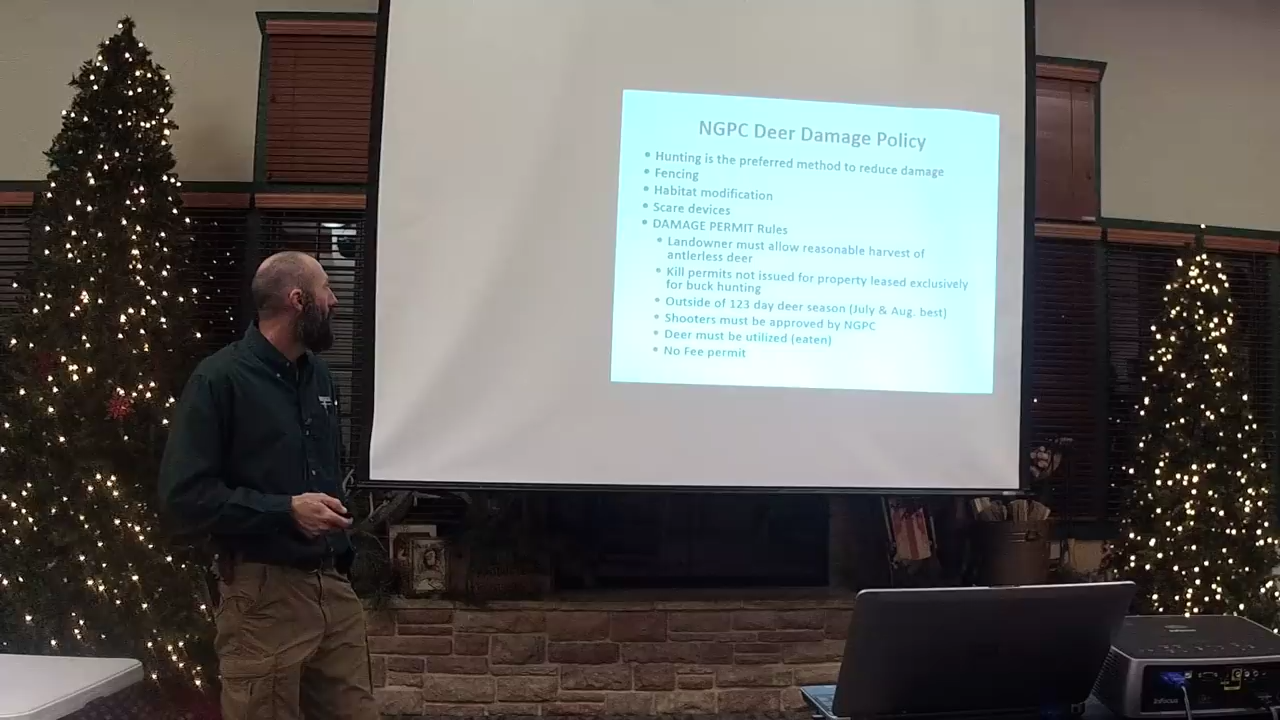 NGPC Deer Damage Policy
• Hunting is the preferred method to reduce damage
• Fencing
• Habitat modification
• Scare devices
• DAMAGE PERMIT Rules
• Landowner must allow reasonable harvest of
antlerless deer
• Kill permits not issued for property leased exclusively
for buck hunting
• Outside of 123 day deer season (July & Aug. best)
• Shooters must be approved by NGPC
• Deer must be utilized (eaten)
• No Fee permit
InFocus